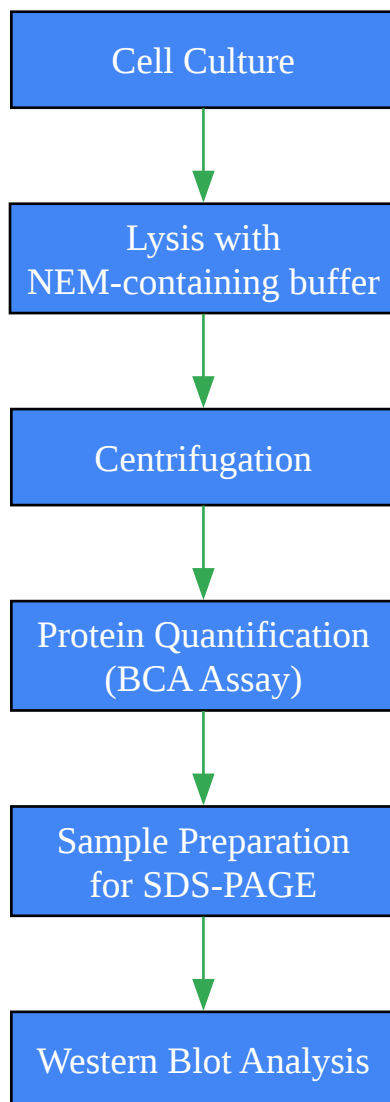 Cell Culture
Lysis with
NEM-containing buffer
Centrifugation
Protein Quantification
(BCA Assay)
Sample Preparation
for SDS-PAGE
Western Blot Analysis